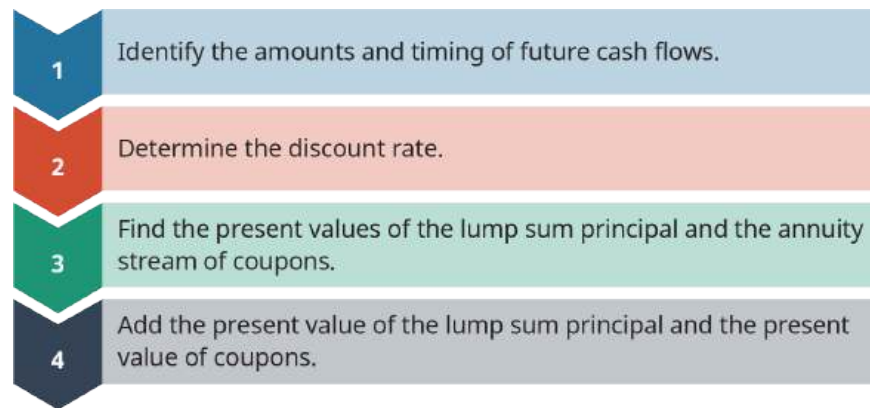 1 Identify the amounts and timing of future cash flows.
2 Determine the discount rate.
3 Find the present values of the lump sum principal and the annuity
stream of coupons.
4 Add the present value of the lump sum principal and the present
value of coupons.